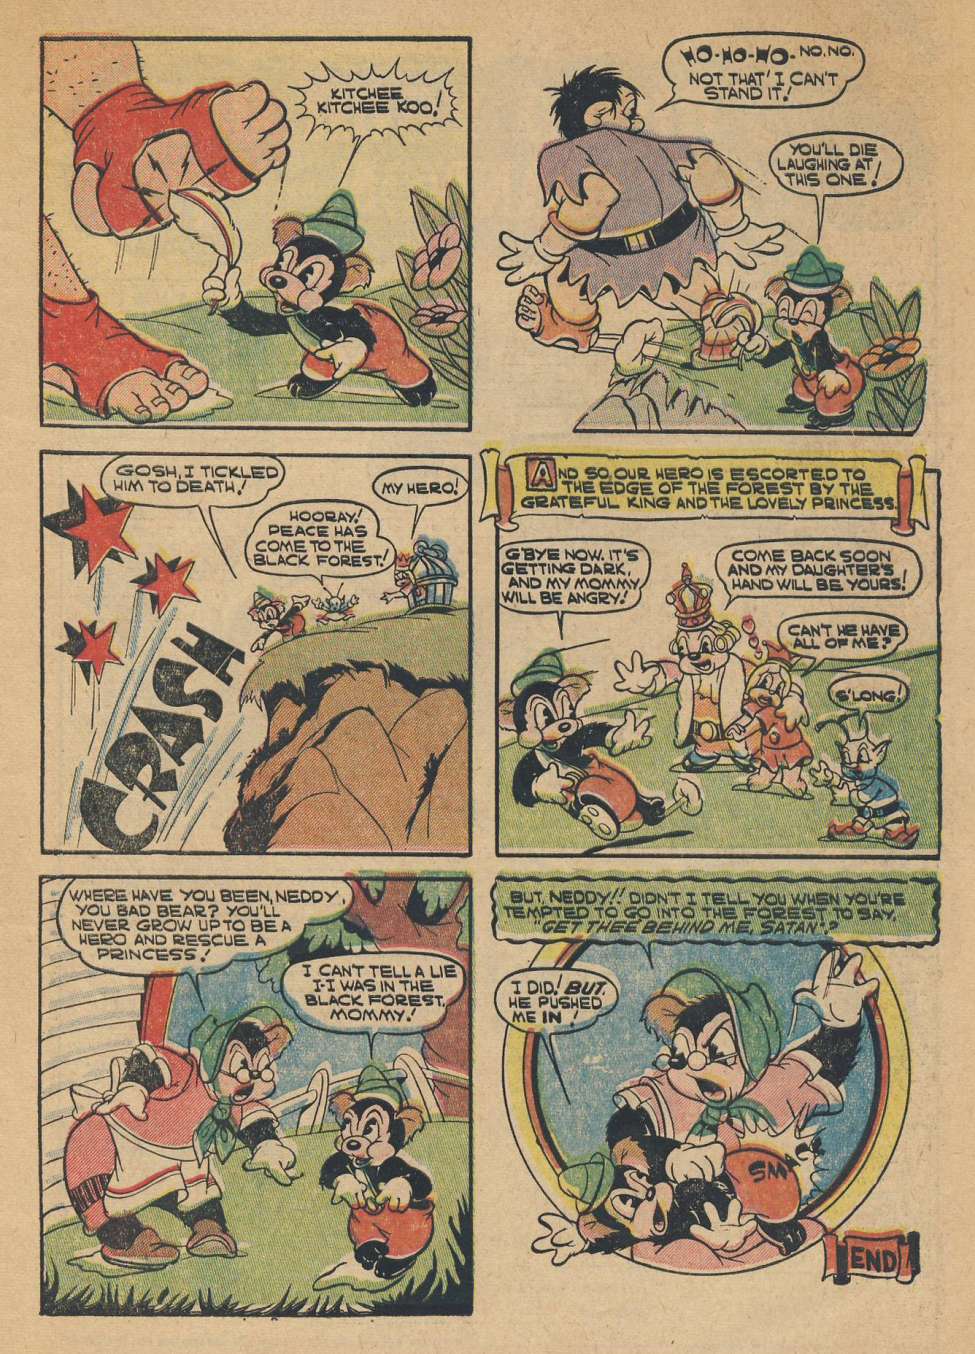 KITCHEE
KITCHEE KOO!
HO-HO-HO-NO, NO,
NOT THAT! I CAN'T
STAND IT!
YOU'LL DIE
LAUGHING AT
THIS ONE!
GOSH, I TICKLED
HIM TO DEATH!
HOORAY!
PEACE HAS
COME TO THE
BLACK FOREST!
MY HERO!
CRASH
AND SO OUR HERO IS ESCORTED TO
THE EDGE OF THE FOREST BY THE
GRATEFUL KING AND THE LOVELY PRINCESS.
G'BYE NOW. IT'S
GETTING DARK,
AND MY MOMMY
WILL BE ANGRY!
COME BACK SOON
AND MY DAUGHTER'S
HAND WILL BE YOURS!
CAN'T HE HAVE
ALL OF ME?
S'LONG!
WHERE HAVE YOU BEEN, NEDDY,
YOU BAD BEAR? YOU'LL
NEVER GROW UP TO BE A
HERO AND RESCUE A
PRINCESS!
I CAN'T TELL A LIE
I-I WAS IN THE
BLACK FOREST,
MOMMY!
BUT, NEDDY!! DIDN'T I TELL YOU WHEN YOU'RE
TEMPTED TO GO INTO THE FOREST TO SAY,
"GET THEE BEHIND ME, SATAN"?
I DID! BUT,
HE PUSHED
ME IN!
SMACK
END